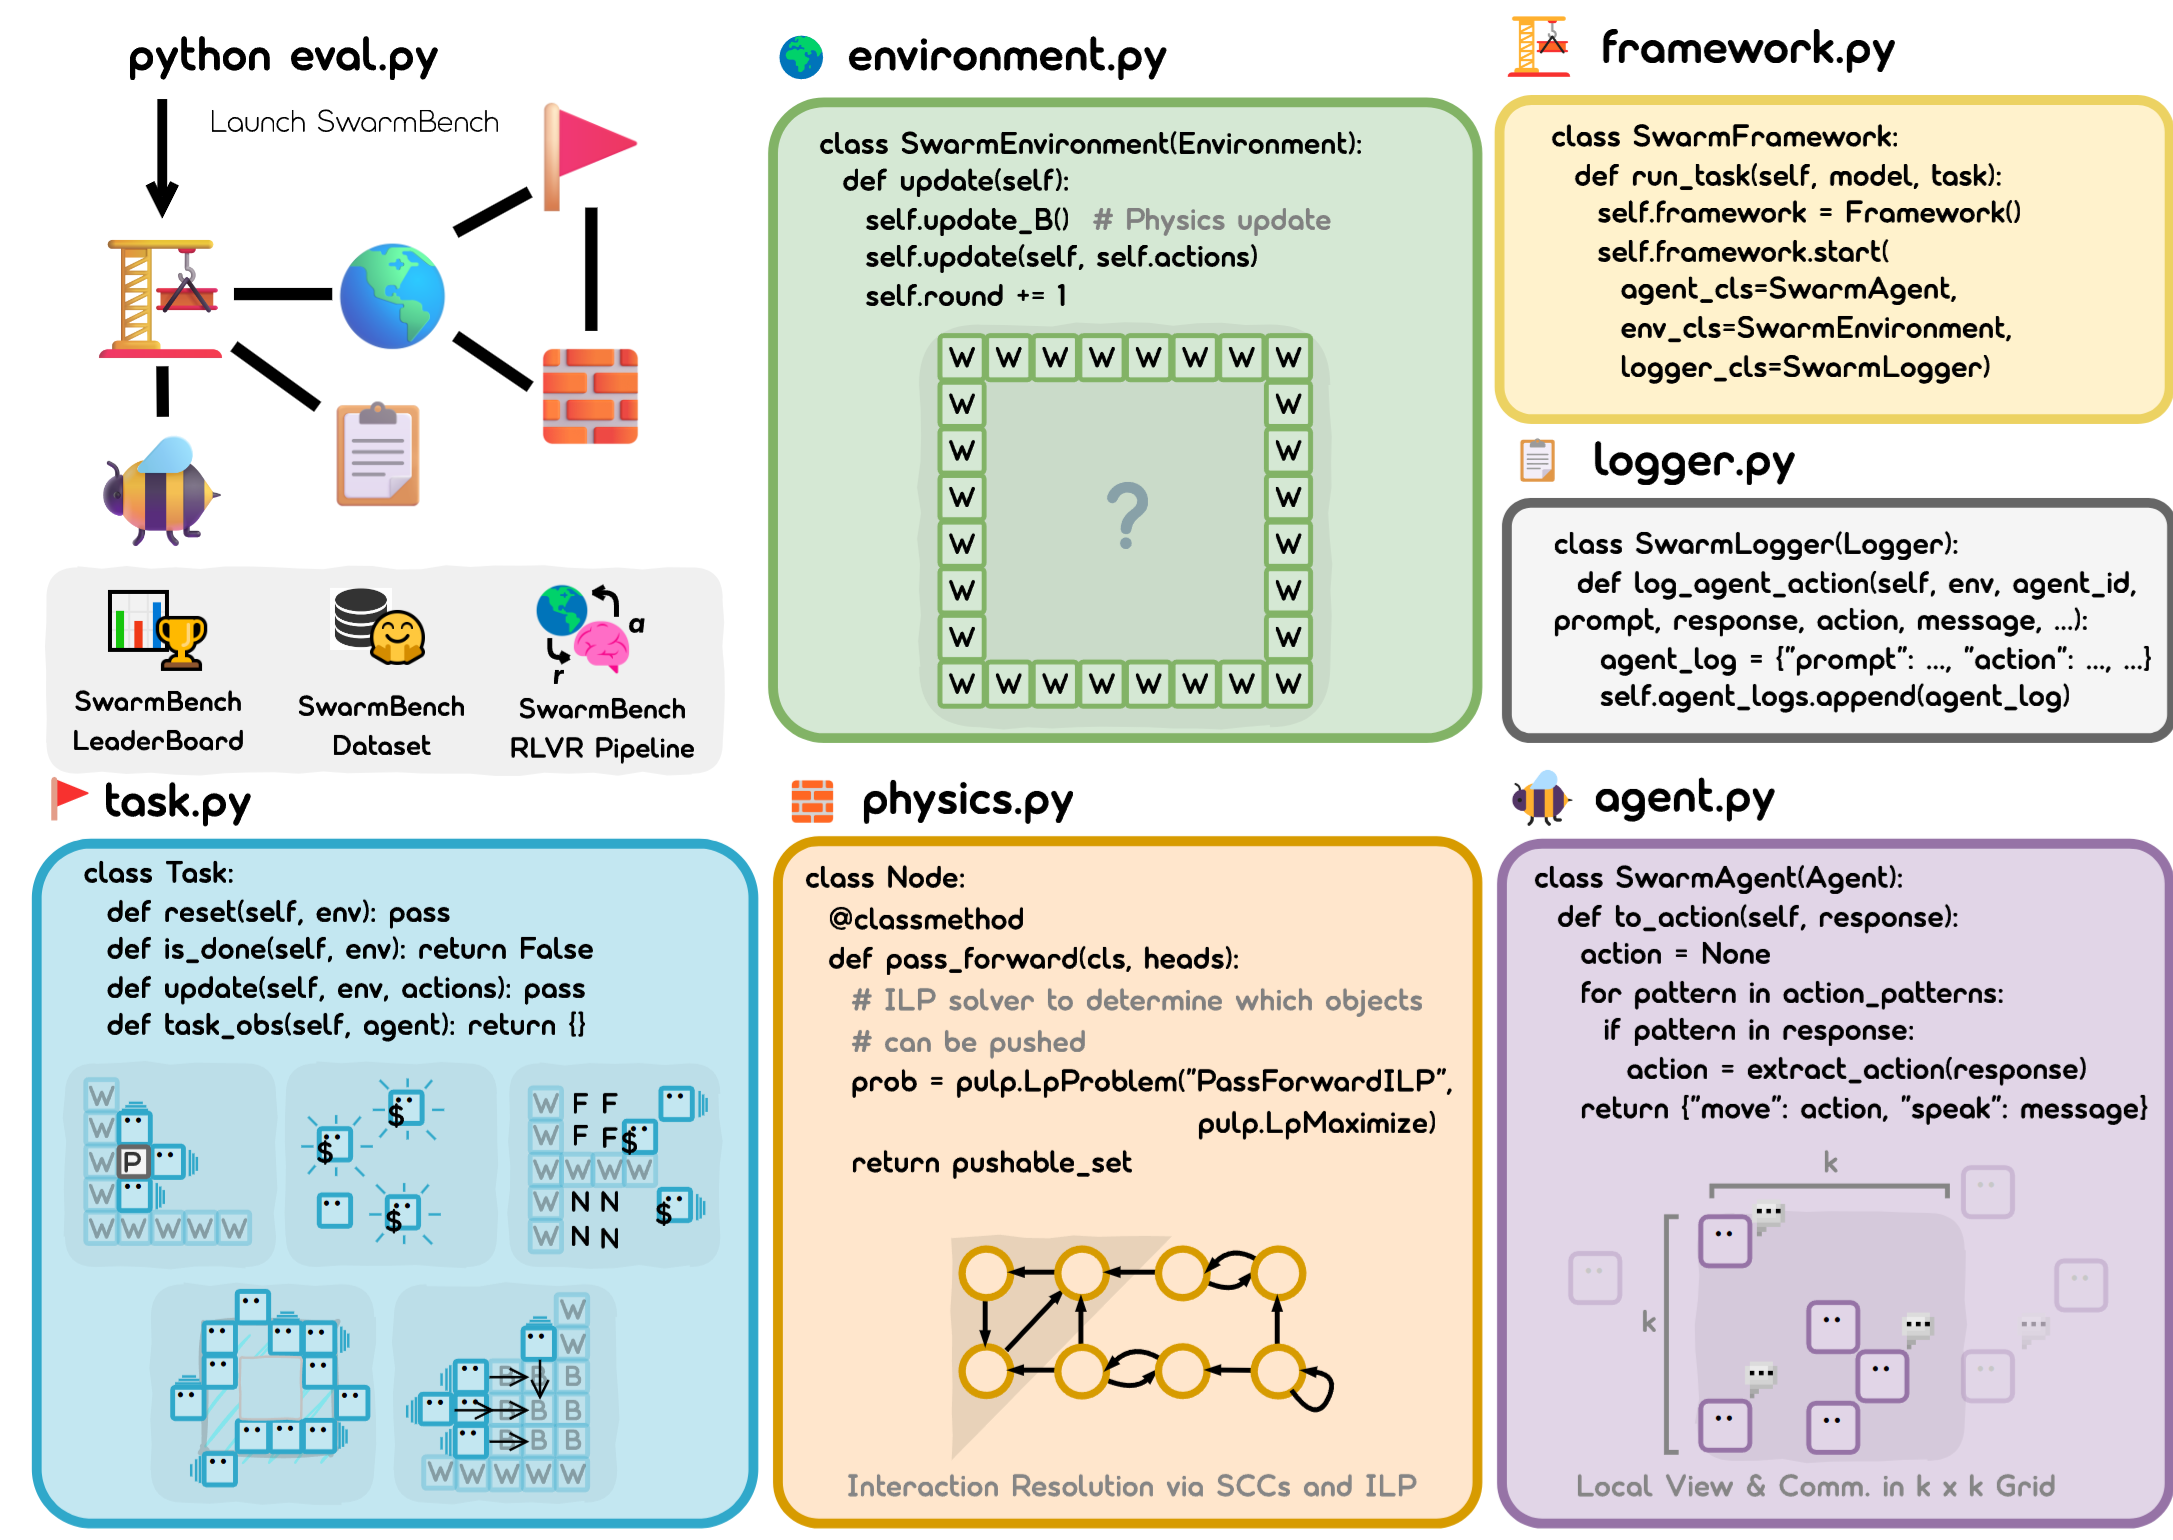 python eval.py
Launch SwarmBench
SwarmBench
LeaderBoard
SwarmBench
Dataset
a
r
SwarmBench
RLVR Pipeline
environment.py
class SwarmEnvironment(Environment):
def update(self):
self.update_B() # Physics update
self.update(self, self.actions)
self.round += 1
W W W W W W W W
W W
W W
W W
?
W W
W W
W W
W W W W W W W W
framework.py
class SwarmFramework:
def run_task(self, model, task):
self.framework = Framework()
self.framework.start(
agent_cls=SwarmAgent,
env_cls=SwarmEnvironment,
logger_cls=SwarmLogger)
logger.py
class SwarmLogger(Logger):
def log_agent_action(self, env, agent_id,
prompt, response, action, message, ...):
agent_log = {"prompt": ..., "action": ..., ...}
self.agent_logs.append(agent_log)
task.py
class Task:
def reset(self, env): pass
def is_done(self, env): return False
def update(self, env, actions): pass
def task_obs(self, agent): return {}
W
W
W P
W
W W W W W
$
$
$
W F F
W F F $
W W W W
W N N $
W N N
W
W
B B B
B B B
B B B
W W W W W
physics.py
class Node:
@classmethod
def pass_forward(cls, heads):
# ILP solver to determine which objects
# can be pushed
prob = pulp.LpProblem("PassForwardILP",
pulp.LpMaximize)
return pushable_set
Interaction Resolution via SCCs and ILP
agent.py
class SwarmAgent(Agent):
def to_action(self, response):
action = None
for pattern in action_patterns:
if pattern in response:
action = extract_action(response)
return {"move": action, "speak": message}
k
k
Local View & Comm. in k x k Grid